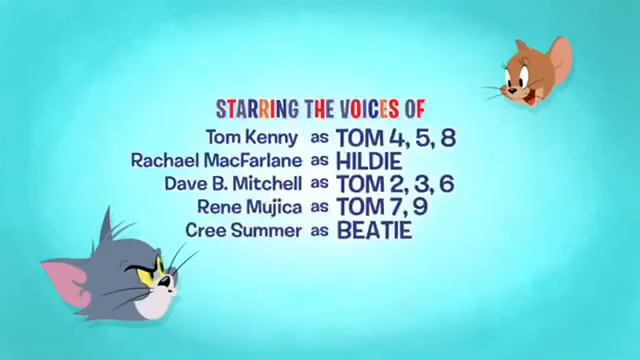 STARRING THE VOICES OF
Tom Kenny as TOM 4, 5, 8
Rachael MacFarlane as HILDIE
Dave B. Mitchell as TOM 2, 3, 6
Rene Mujica as TOM 7, 9
Cree Summer as BEATIE